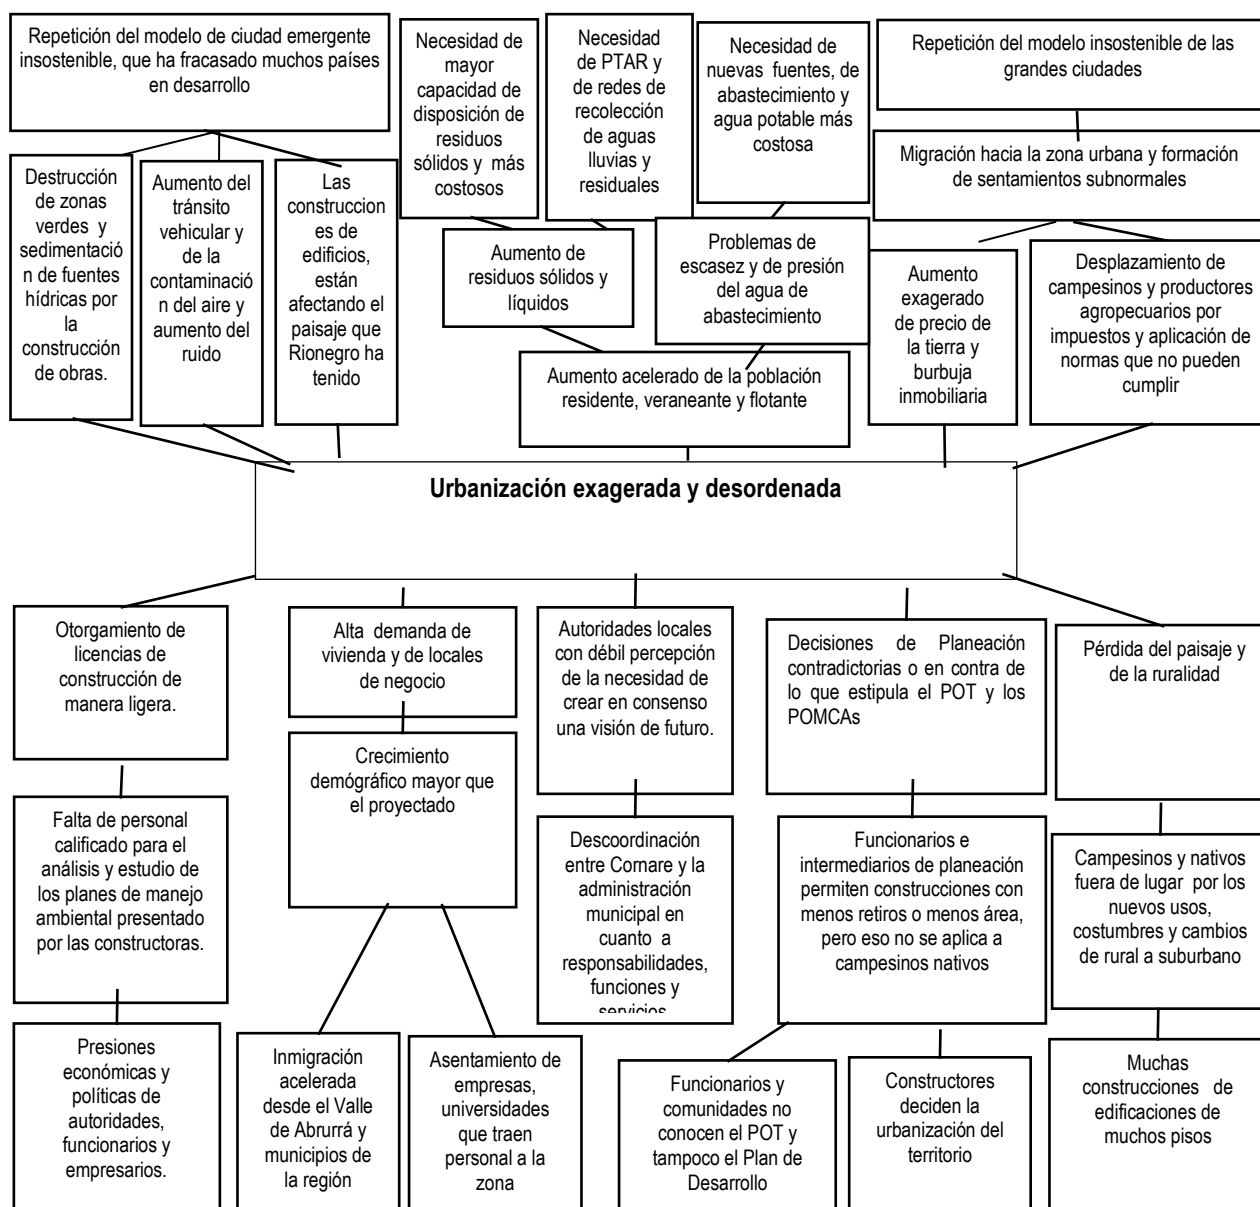 Repetición del modelo de ciudad emergente
insostenible, que ha fracasado muchos países
en desarrollo
Necesidad de
mayor
capacidad de
disposición de
residuos
sólidos y más
costosos
Necesidad
de PTAR y
de redes de
recolección
de aguas
lluvias y
residuales
Necesidad de
nuevas fuentes, de
abastecimiento y
agua potable más
costosa
Repetición del modelo insostenible de las
grandes ciudades
Destrucción
de zonas
verdes y
sedimentació
n de fuentes
hídricas por
la
construcción
de obras.
Aumento del
tránsito
vehicular y
de la
contaminació
n del aire y
aumento del
ruido
Las
construccion
es de
edificios,
están
afectando el
paisaje que
Rionegro ha
tenido
Migración hacia la zona urbana y formación
de sentamientos subnormales
Aumento de
residuos sólidos y
líquidos
Problemas de
escasez y de presión
del agua de
abastecimiento
Aumento
exagerado
de precio de
la tierra y
burbuja
inmobiliaria
Desplazamiento de
campesinos y productores
agropecuarios por
impuestos y aplicación de
normas que no pueden
cumplir
Aumento acelerado de la población
residente, veraneante y flotante
Urbanización exagerada y desordenada
Otorgamiento de
licencias de
construcción de
manera ligera.
Alta demanda de
vivienda y de locales
de negocio
Autoridades locales
con débil percepción
de la necesidad de
crear en consenso
una visión de futuro.
Decisiones de Planeación
contradictorias o en contra de
lo que estipula el POT y los
POMCAs
Pérdida del paisaje y
de la ruralidad
Crecimiento
demógráfico mayor que
el proyectado
Falta de personal
calificado para el
análisis y estudio de
los planes de manejo
ambiental presentado
por las constructoras.
Descoordinación
entre Cornare y la
administración
municipal en
cuanto a
responsabilidades,
funciones y
servicios
Funcionarios e
intermediarios de planeación
permiten construcciones con
menos retiros o menos área,
pero eso no se aplica a
campesinos nativos
Campesinos y nativos
fuera de lugar por los
nuevos usos,
costumbres y cambios
de rural a suburbano
Presiones
económicas y
políticas de
autoridades,
funcionarios y
empresarios.
Inmigración
acelerada
desde el Valle
de Abrurrá y
municipios de
la región
Asentamiento de
empresas,
universidades
que traen
personal a la
zona
Funcionarios y
comunidades no
conocen el POT y
tampoco el Plan de
Desarrollo
Constructores
deciden la
urbanización del
territorio
Muchas
construcciones de
edificaciones de
muchos pisos